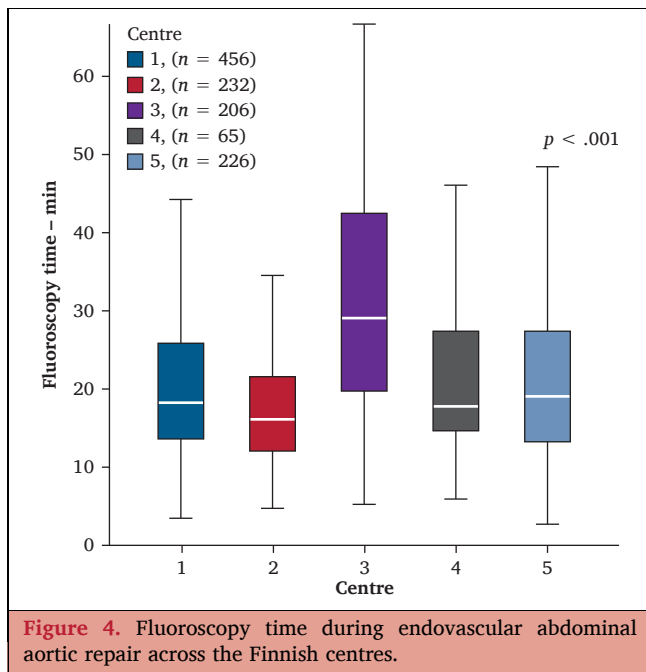 Centre
1, (n = 456)
2, (n = 232)
3, (n = 206)
4, (n = 65)
5, (n = 226)
p < .001
Fluoroscopy time – min
60
50
40
30
20
10
0
1 2 3 4 5
Centre
Figure 4. Fluoroscopy time during endovascular abdominal
aortic repair across the Finnish centres.